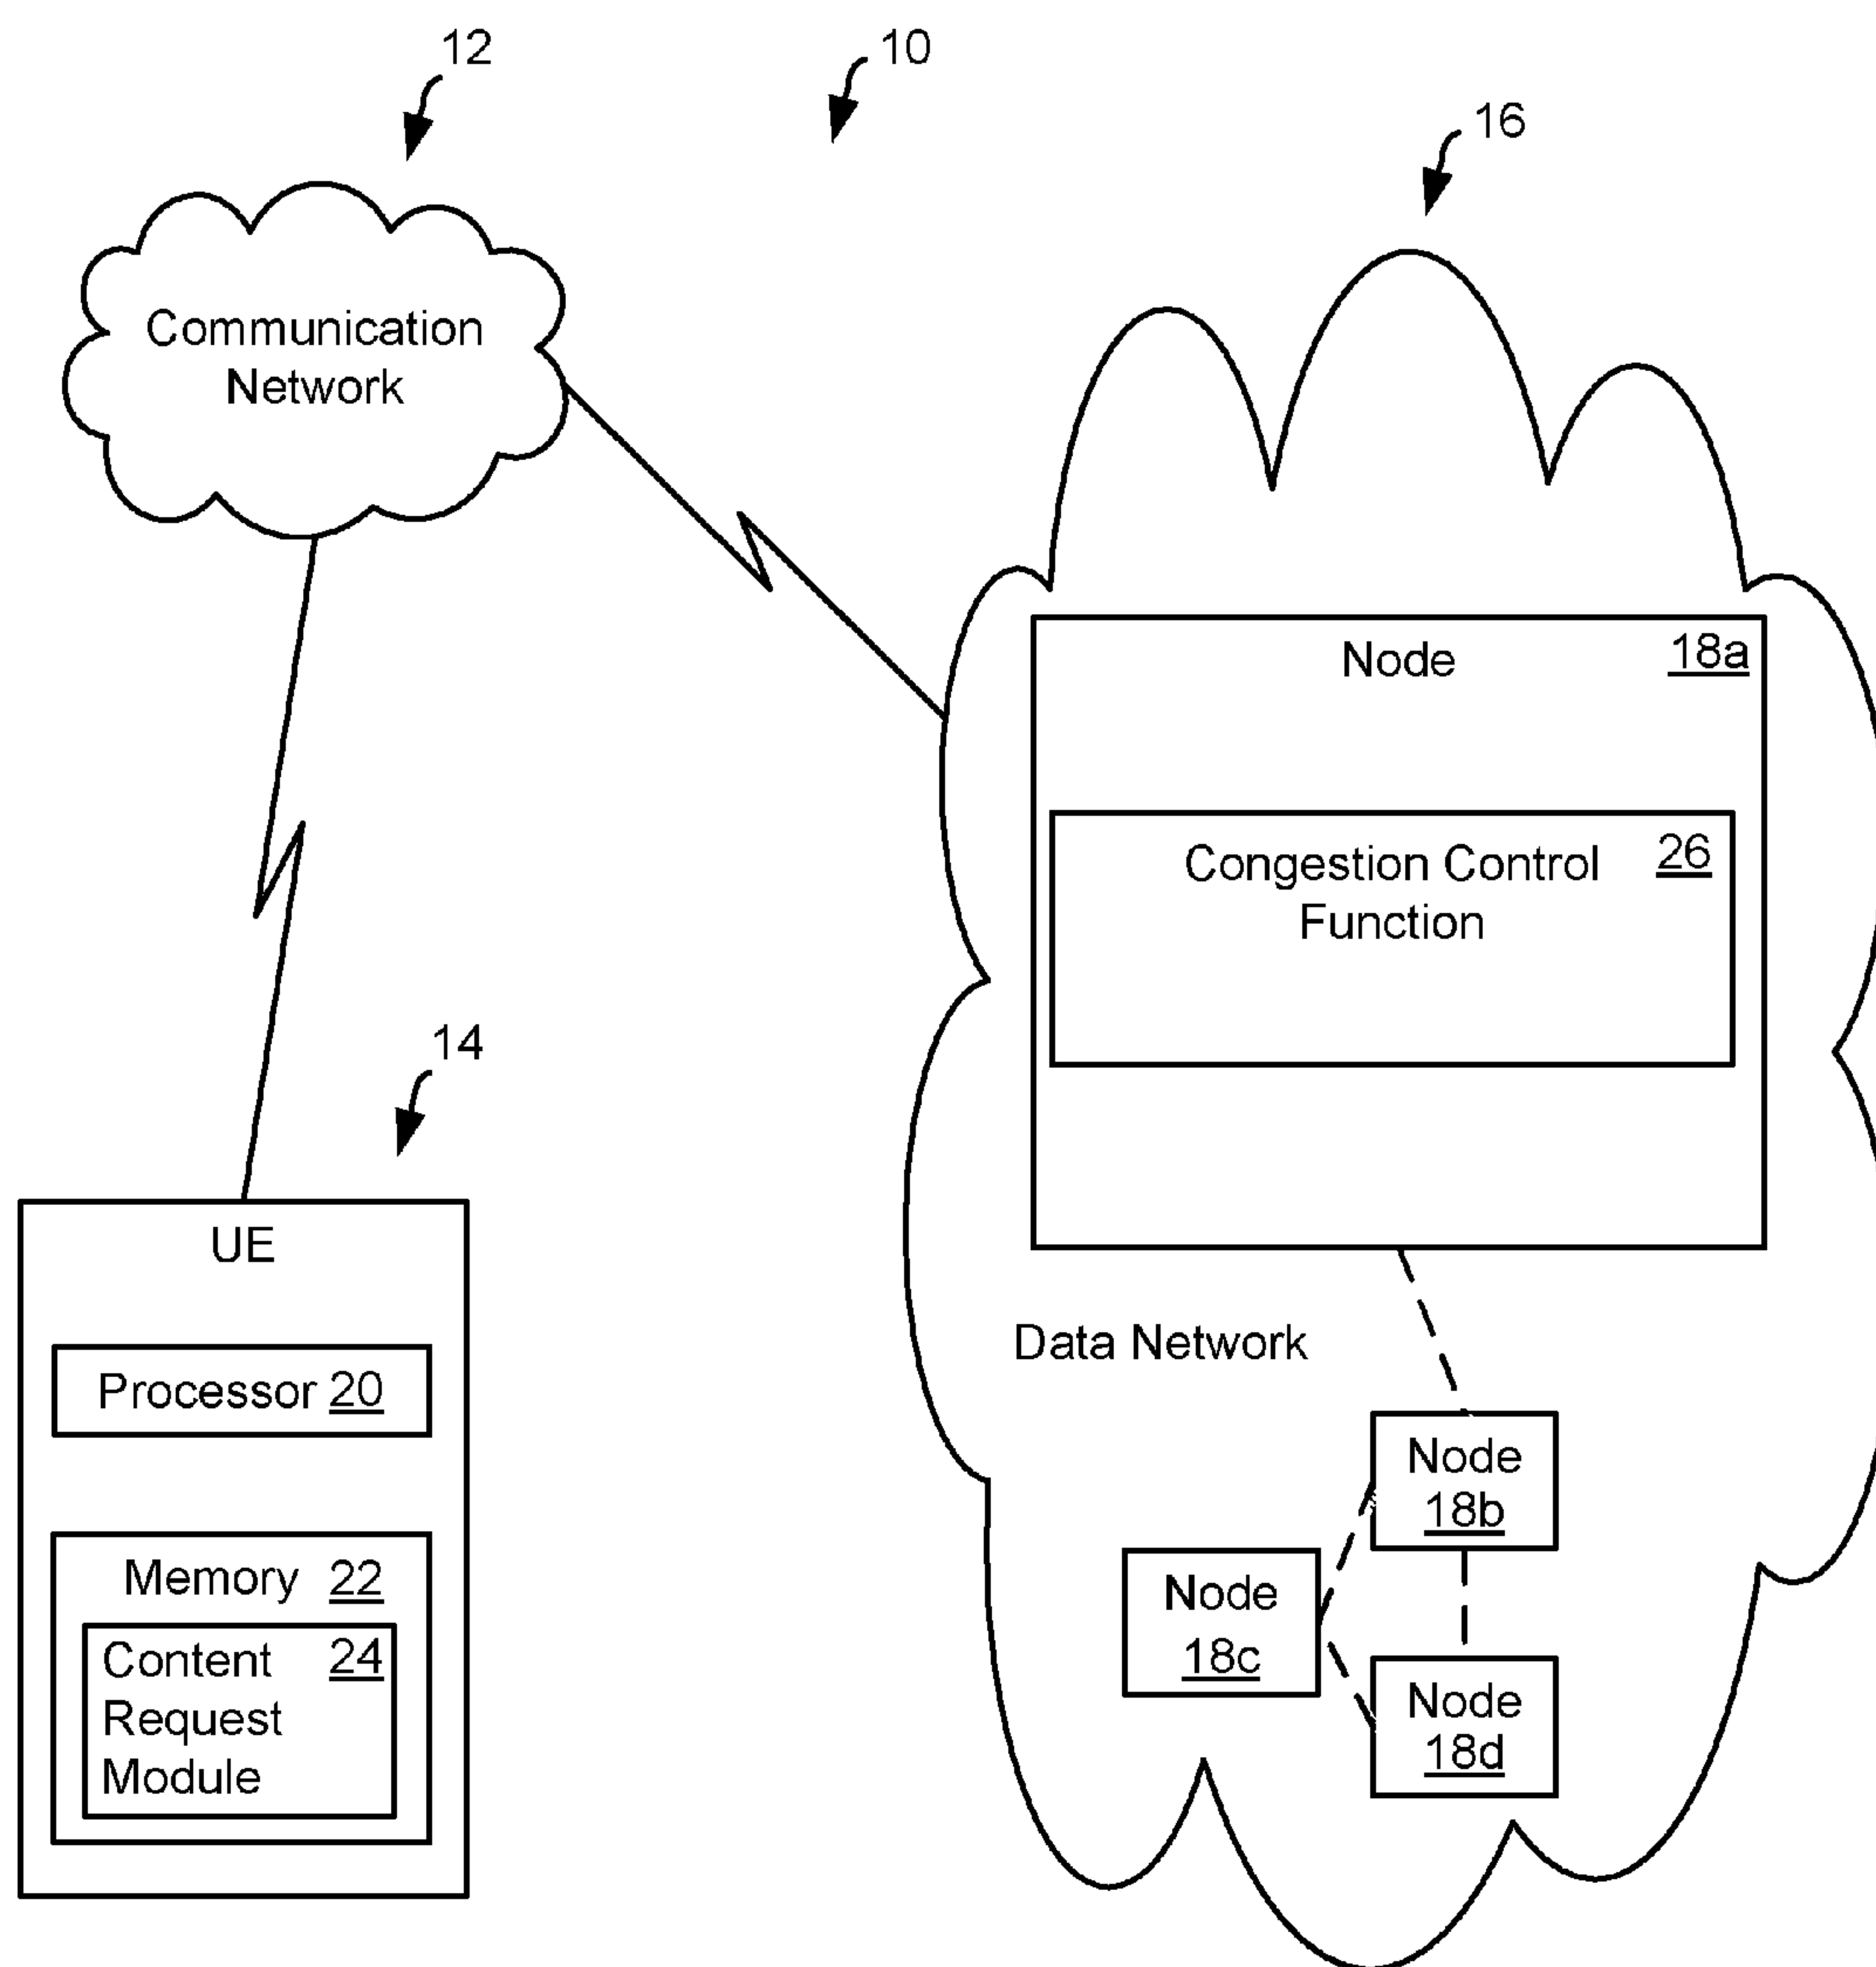 12
10
16
Communication
Network
Node 18a
Congestion Control 26
Function
14
UE
Processor 20
Memory 22
Content 24
Request
Module
Data Network
Node
18b
Node
18c
Node
18d